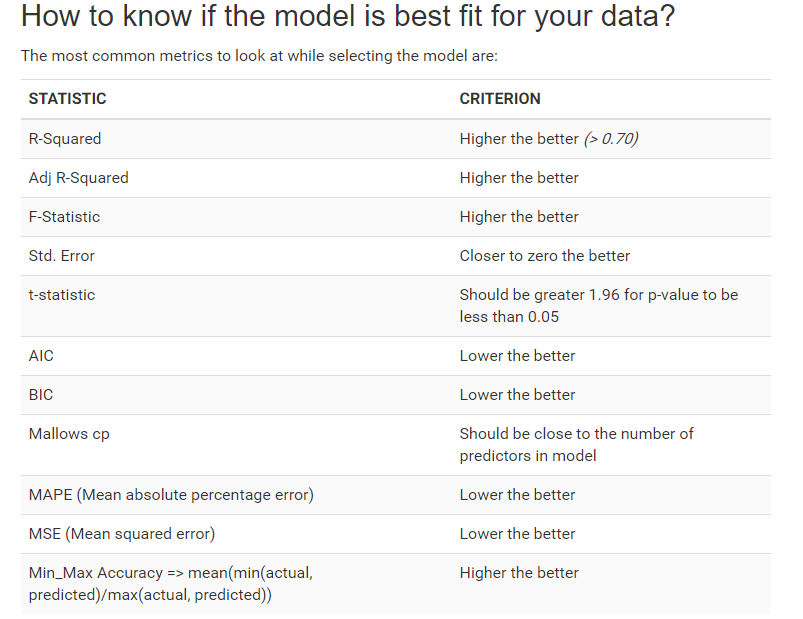 How to know if the model is best fit for your data?
The most common metrics to look at while selecting the model are:
STATISTIC CRITERION
R-Squared Higher the better (> 0.70)
Adj R-Squared Higher the better
F-Statistic Higher the better
Std. Error Closer to zero the better
t-statistic Should be greater 1.96 for p-value to be
less than 0.05
AIC Lower the better
BIC Lower the better
Mallows cp Should be close to the number of
predictors in model
MAPE (Mean absolute percentage error) Lower the better
MSE (Mean squared error) Lower the better
Min_Max Accuracy => mean(min(actual, Higher the better
predicted)/max(actual, predicted))